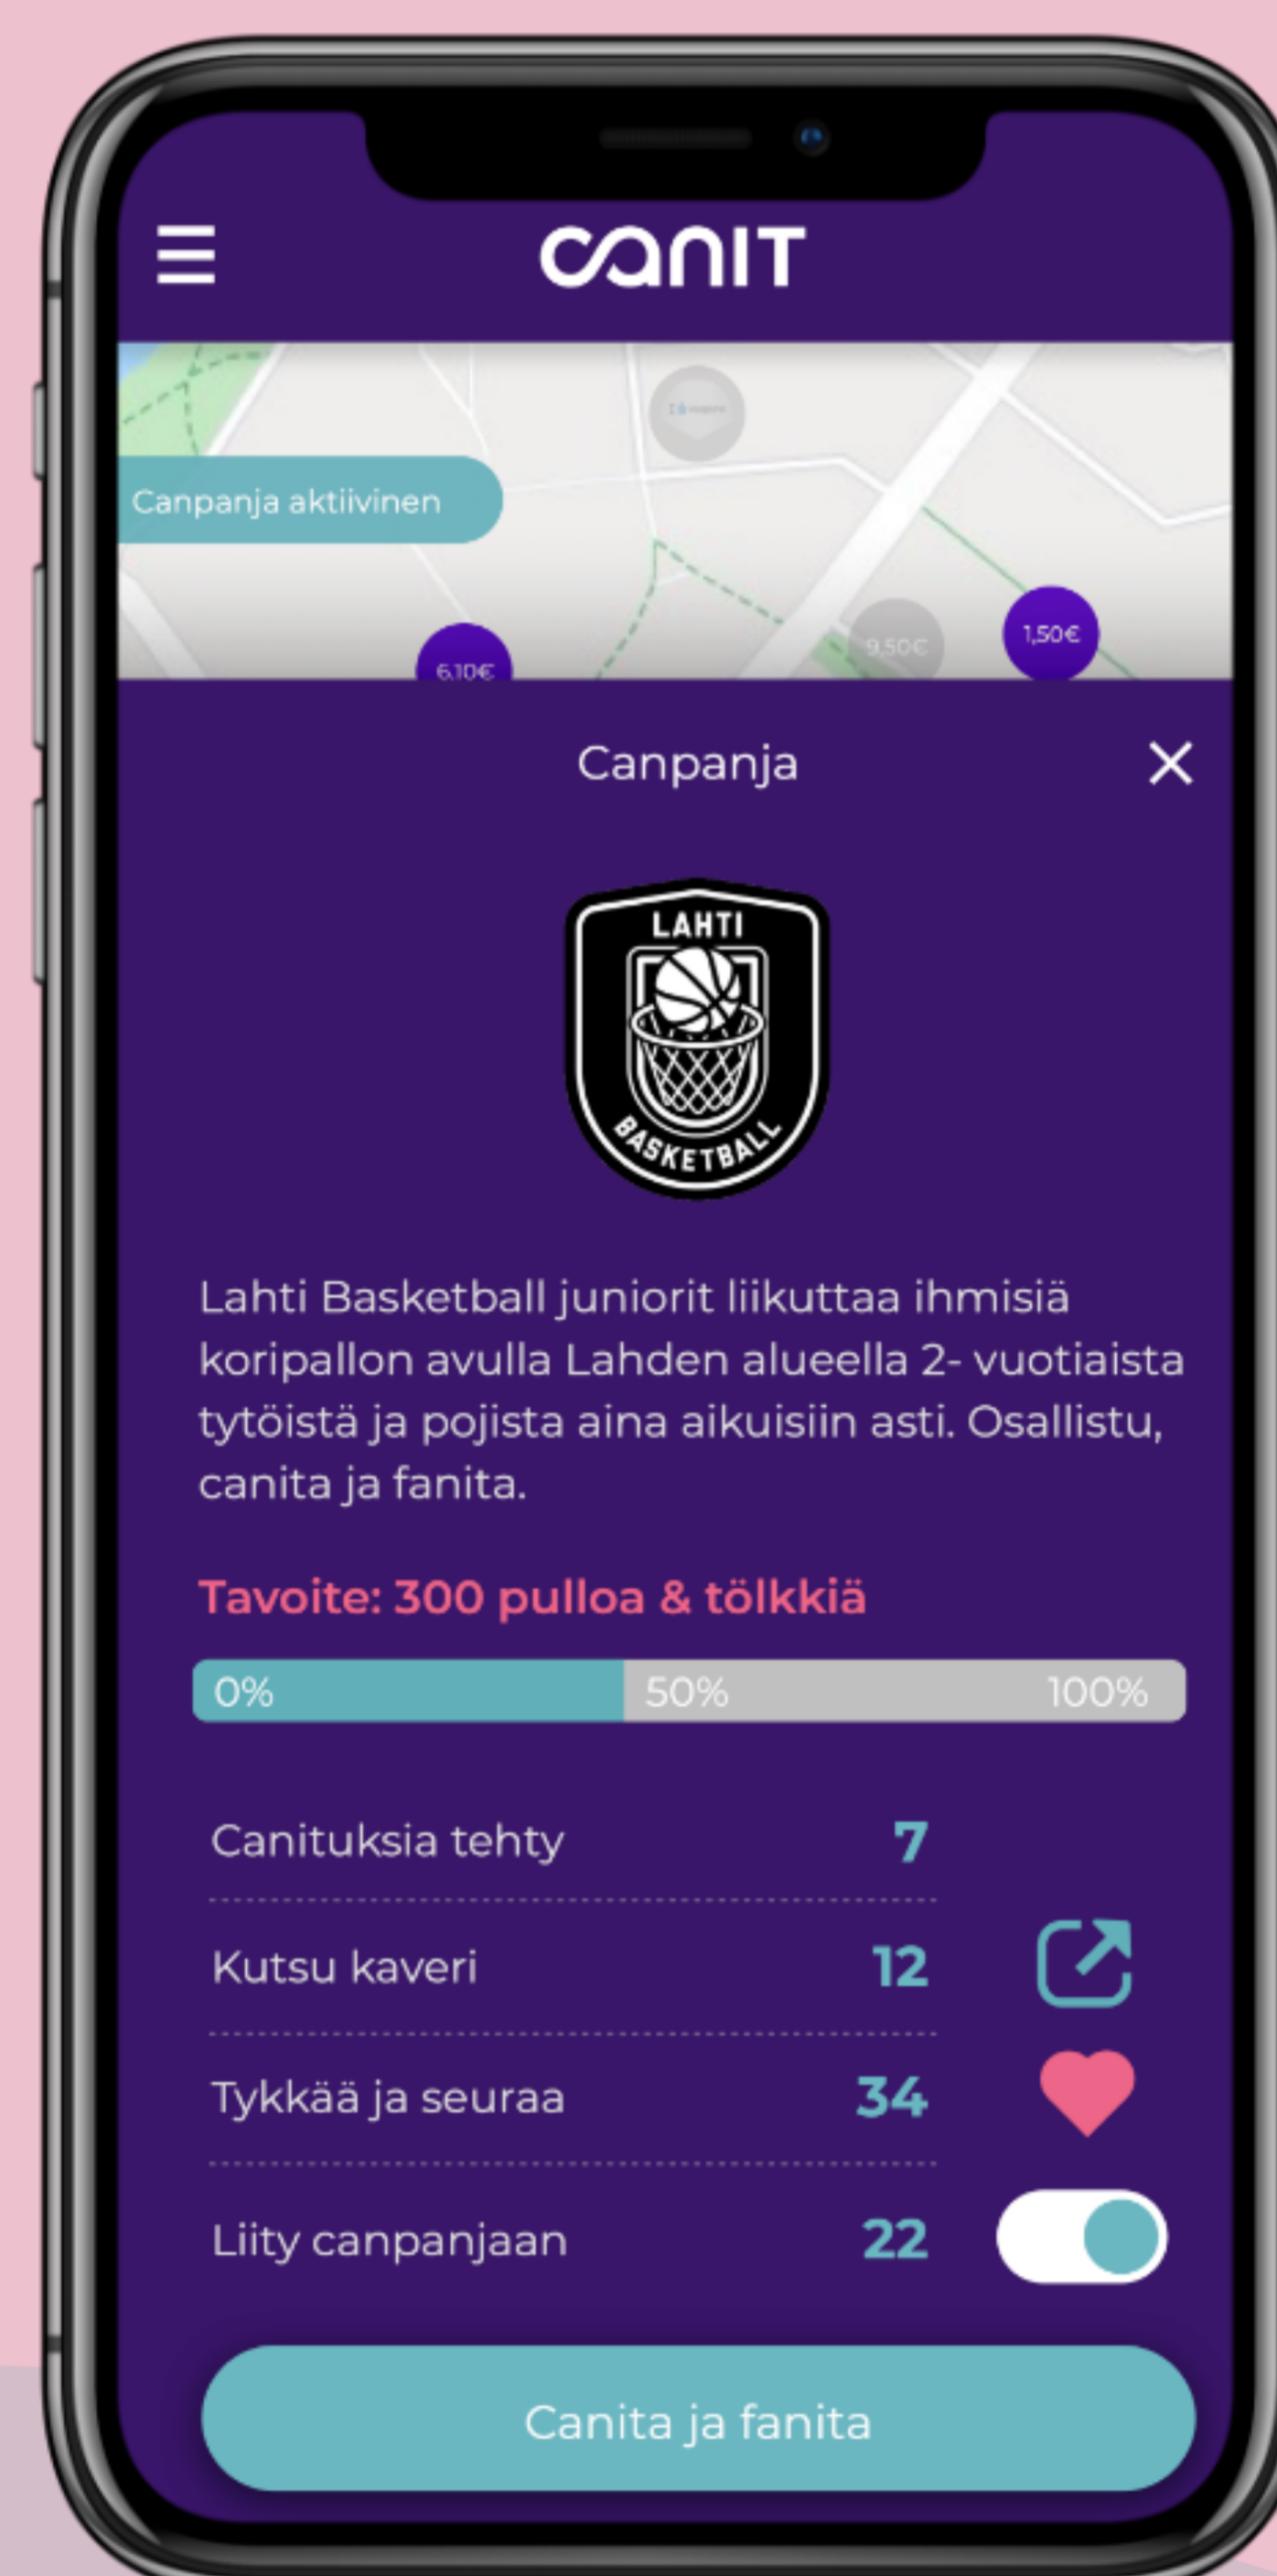 canIT
Canpanja aktiivinen
9,50€
1,50€
6,10€
Canpanja
LAHTI
BASKETBALL
Lahti Basketball juniorit liikuttaa ihmisiä
koripallon avulla Lahden alueella 2- vuotiaista
tytöistä ja pojista aina aikuisiin asti. Osallistu,
canita ja fanita.
Tavoite: 300 pulloa & tölkkiä
0% 50% 100%
Canituksia tehty 7
Kutsu kaveri 12
Tykkää ja seuraa 34
Liity canpanjaan 22
Canita ja fanita